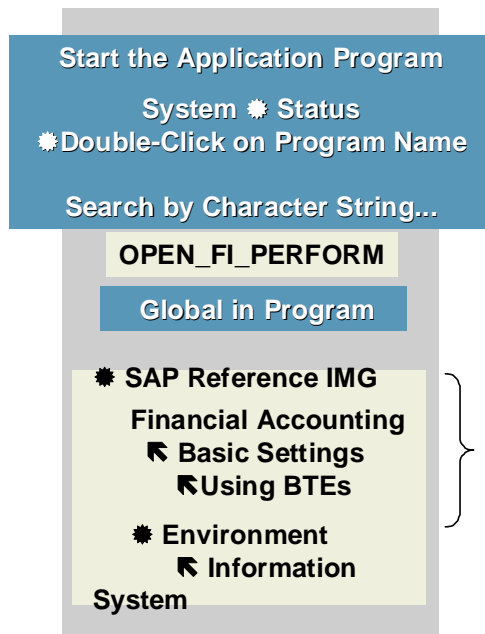 Start the Application Program
System Status
Double-Click on Program Name
Search by Character String...
OPEN_FI_PERFORM
Global in Program
SAP Reference IMG
Financial Accounting
Basic Settings
Using BTEs
Environment
Information
System